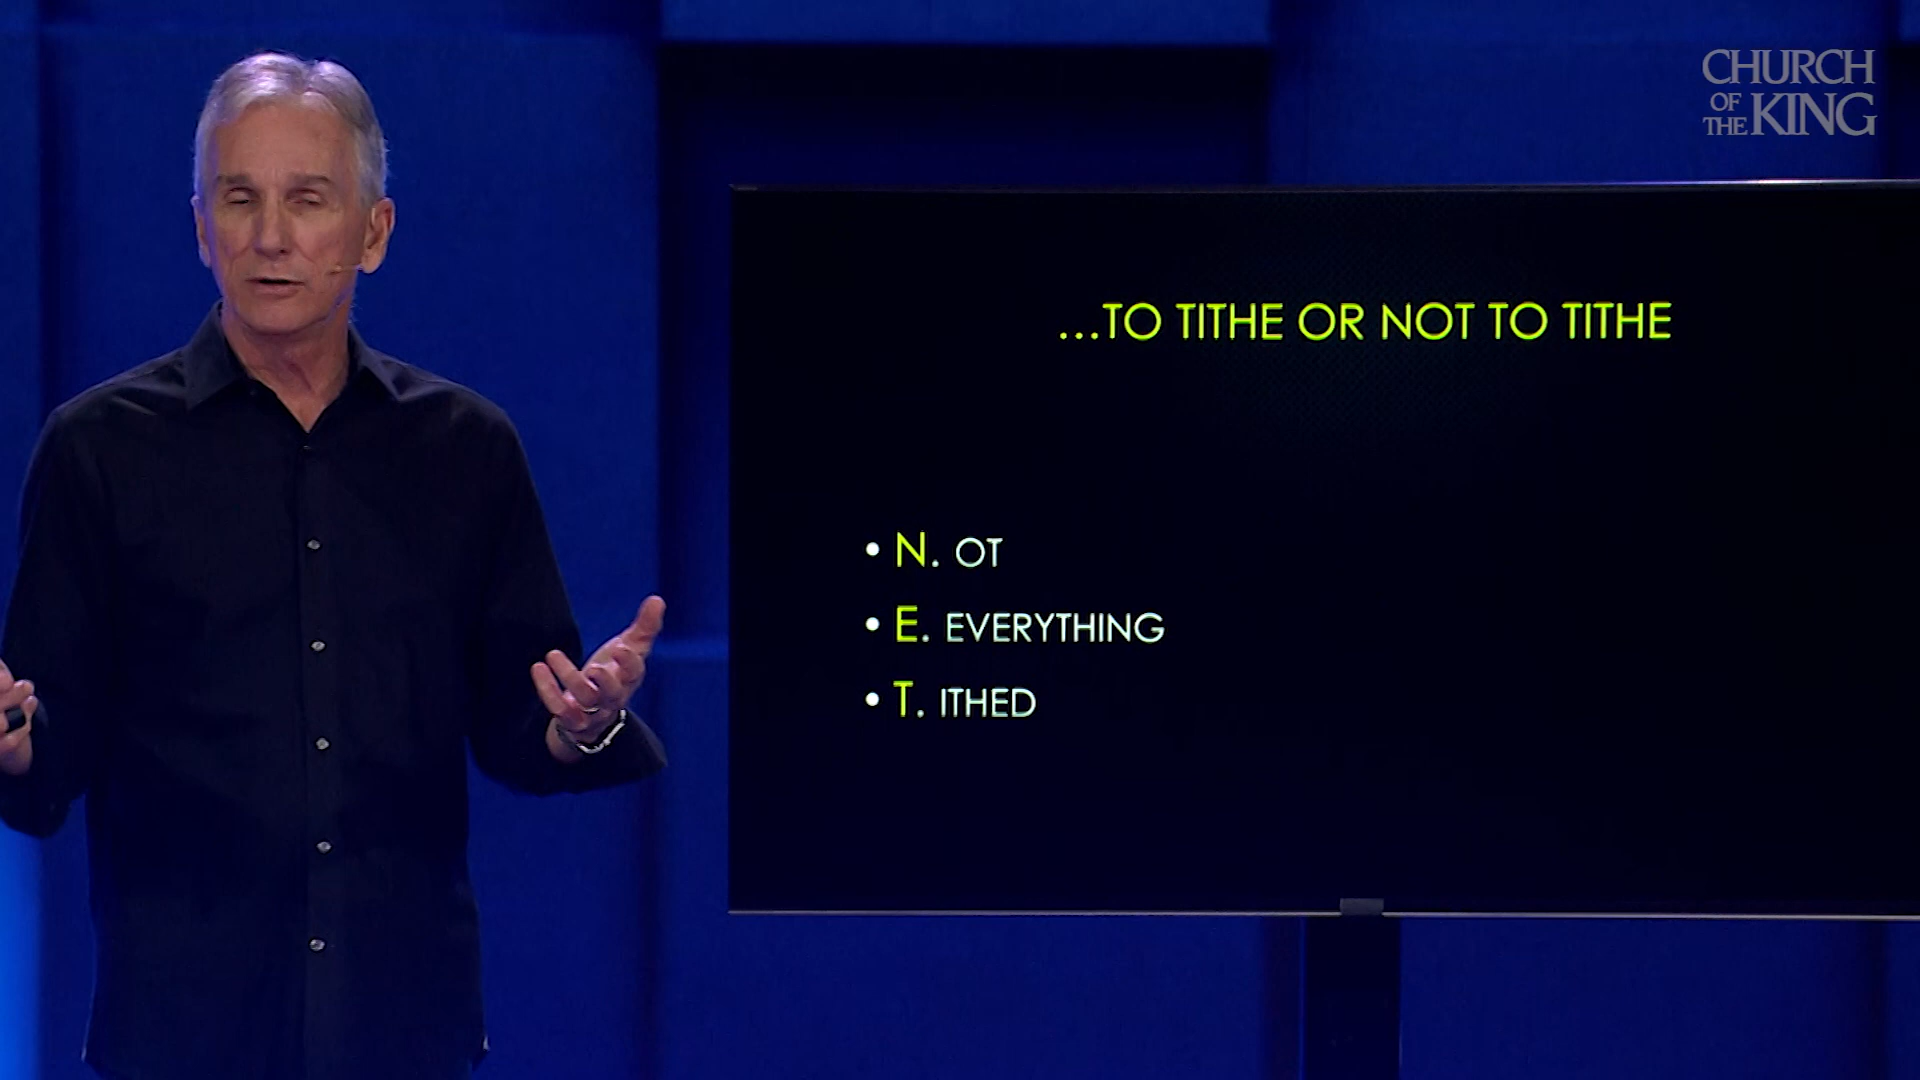 CHURCH
OF
THE KING
...TO TITHE OR NOT TO TITHE
• N. OT
• E. EVERYTHING
• T. ITHED